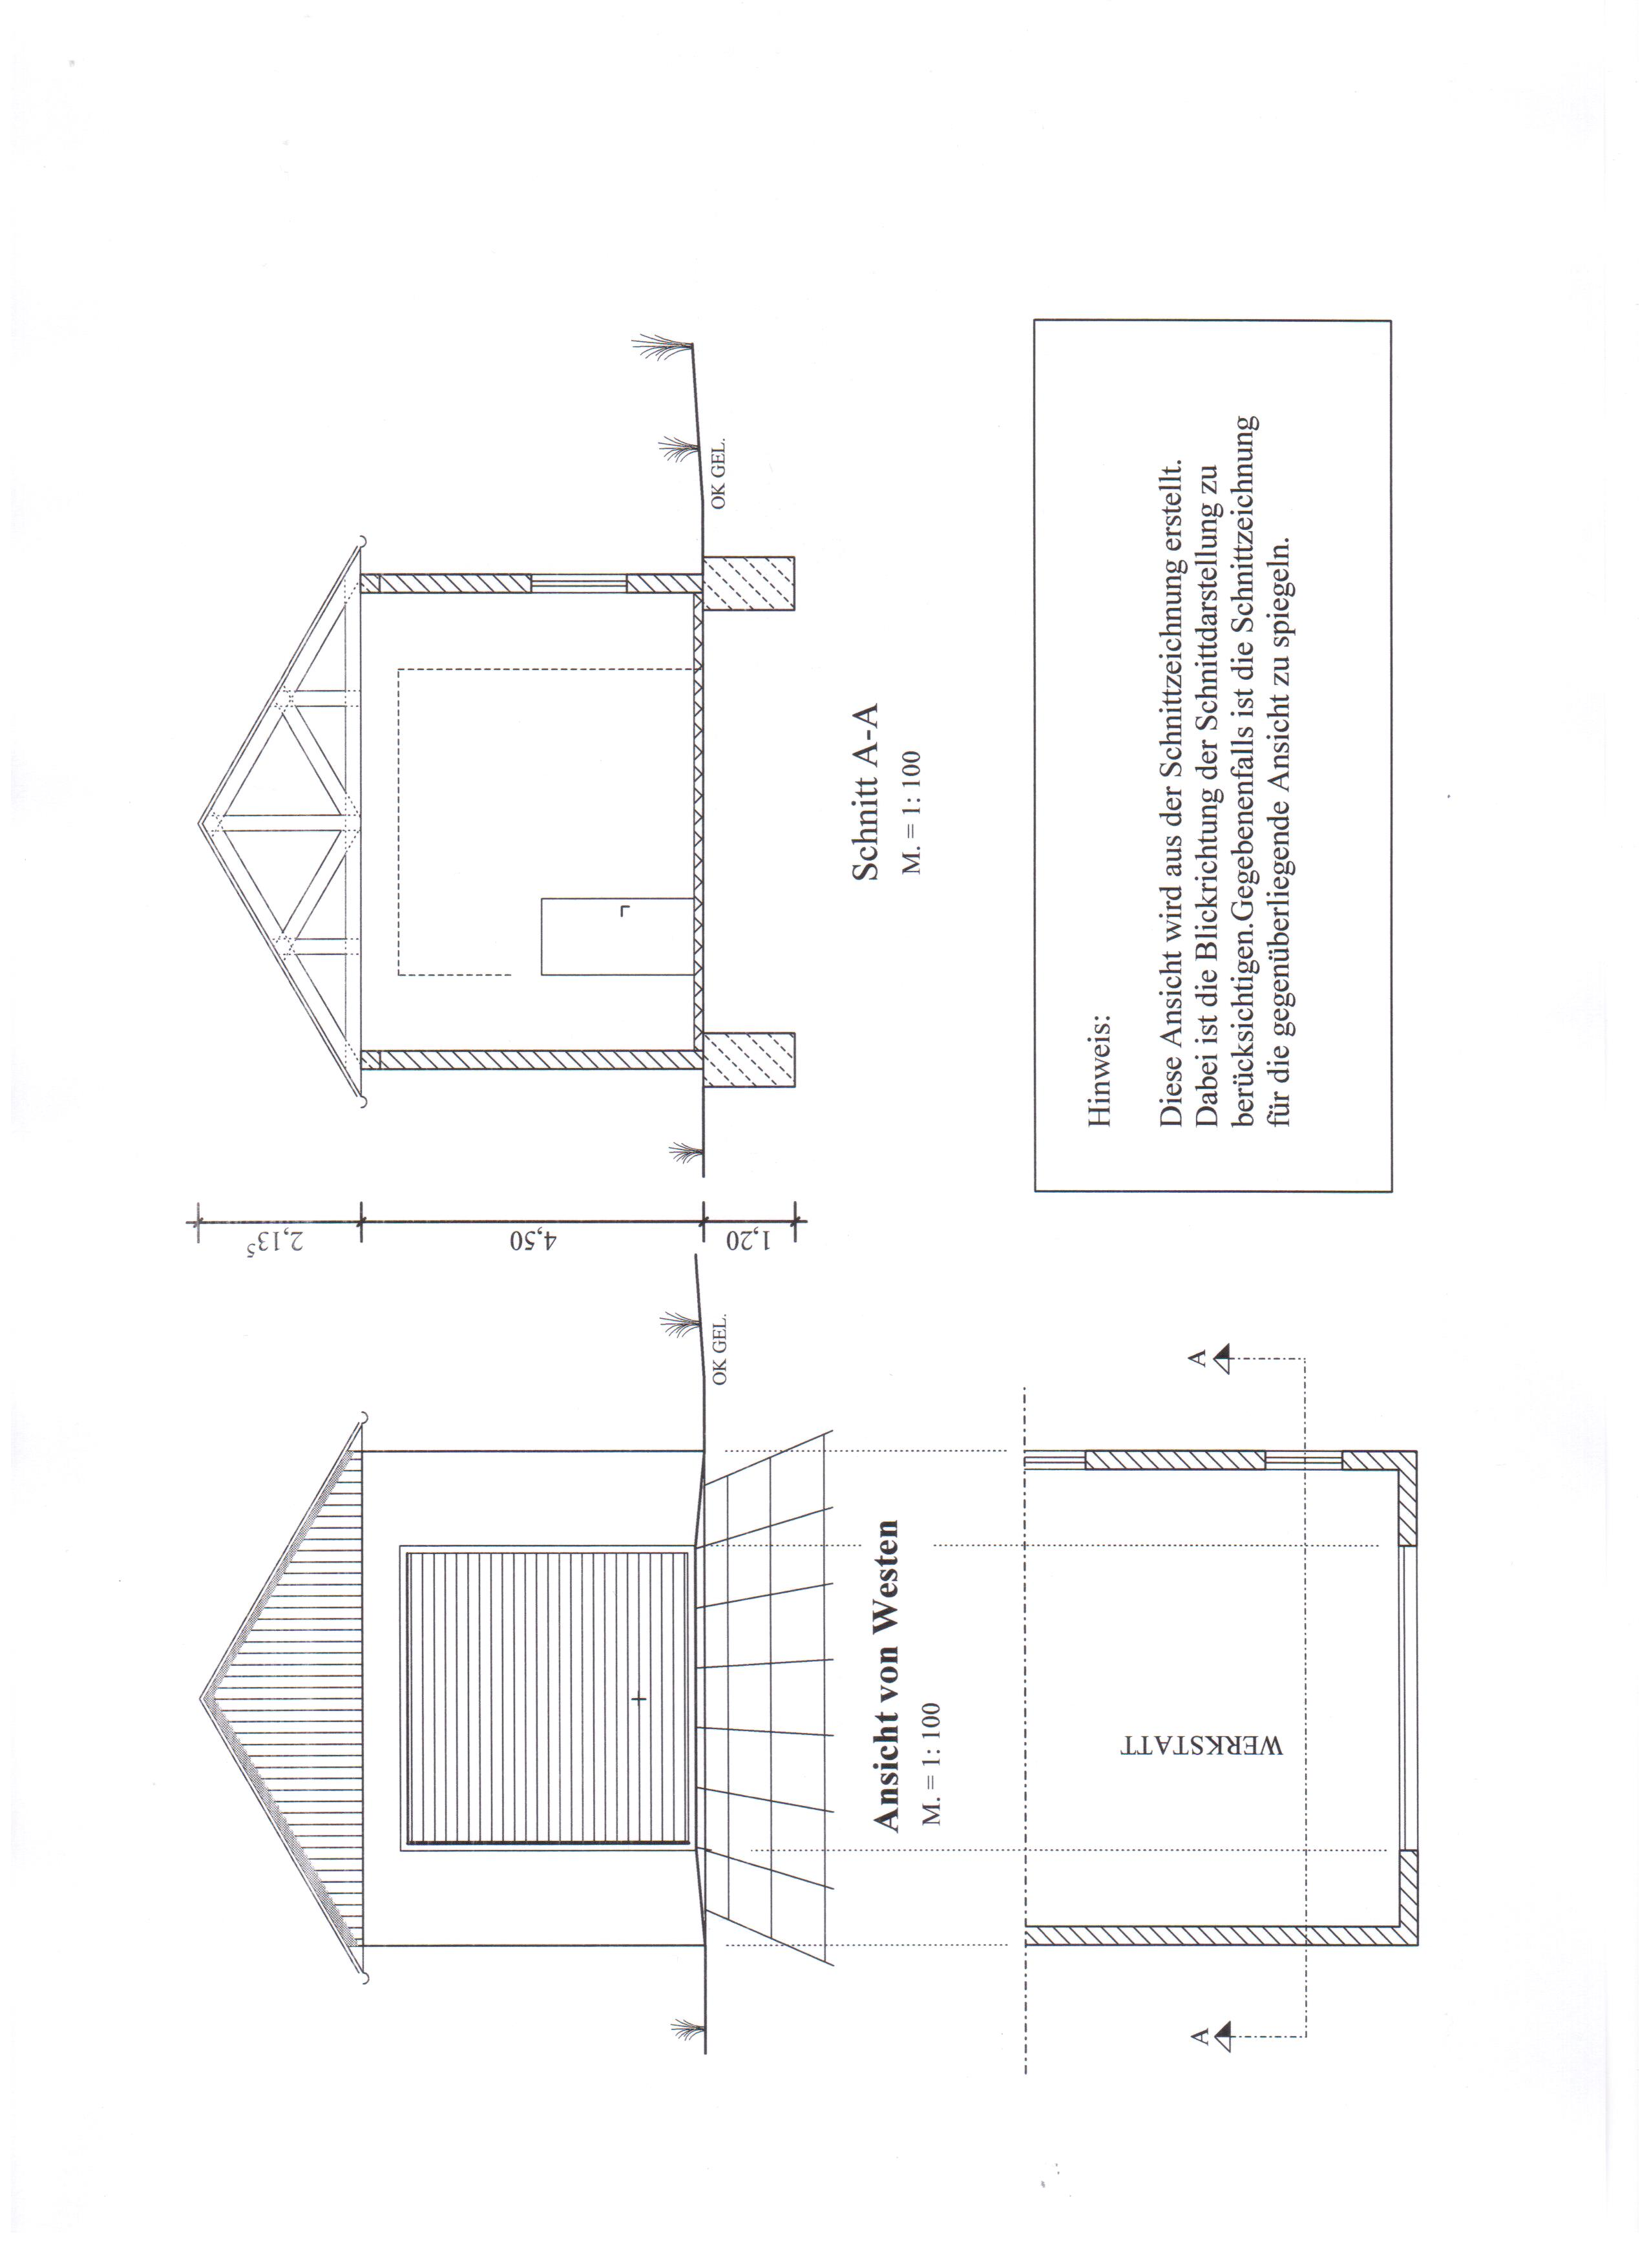 2,13⁵
4,50
1,20
OK GEL.
OK GEL.
Ansicht von Westen
M. = 1: 100
Schnitt A-A
M. = 1: 100
A
A
WERKSTATT
Hinweis:
Diese Ansicht wird aus der Schnittzeichnung erstellt.
Dabei ist die Blickrichtung der Schnittdarstellung zu
berücksichtigen.Gegebenenfalls ist die Schnittzeichnung
für die gegenüberliegende Ansicht zu spiegeln.